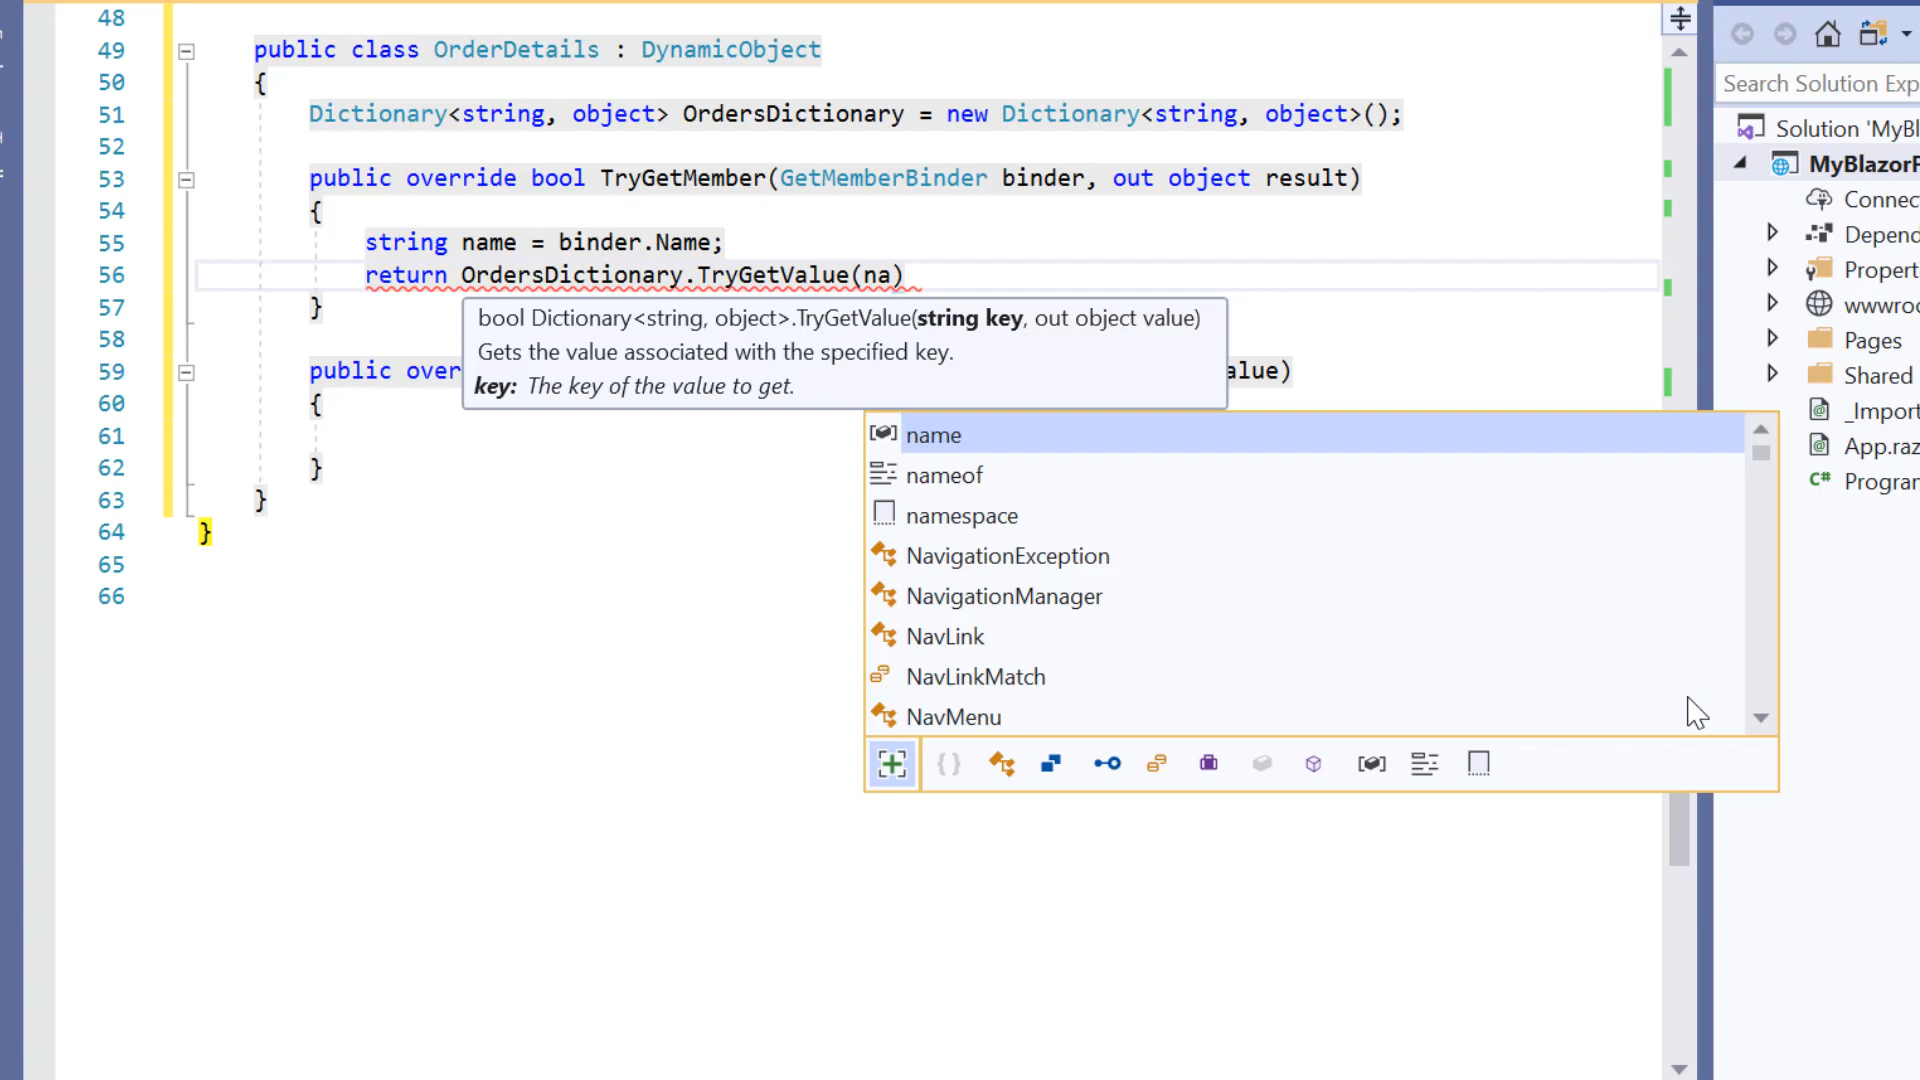 48
49 public class OrderDetails : DynamicObject
50 {
51 Dictionary<string, object> OrdersDictionary = new Dictionary<string, object>();
52
53 public override bool TryGetMember(GetMemberBinder binder, out object result)
54 {
55 string name = binder.Name;
56 return OrdersDictionary.TryGetValue(na)
57 }
58
59 public over alue)
60 {
61
62 }
63 }
64 }
65
66
bool Dictionary<string, object>.TryGetValue(string key, out object value)
Gets the value associated with the specified key.
key: The key of the value to get.
name
nameof
namespace
NavigationException
NavigationManager
NavLink
NavLinkMatch
NavMenu
Search Solution Exp
Solution 'MyBl
MyBlazorP
Connec
Depend
Properti
wwwroo
Pages
Shared
_Import
App.raz
C# Program